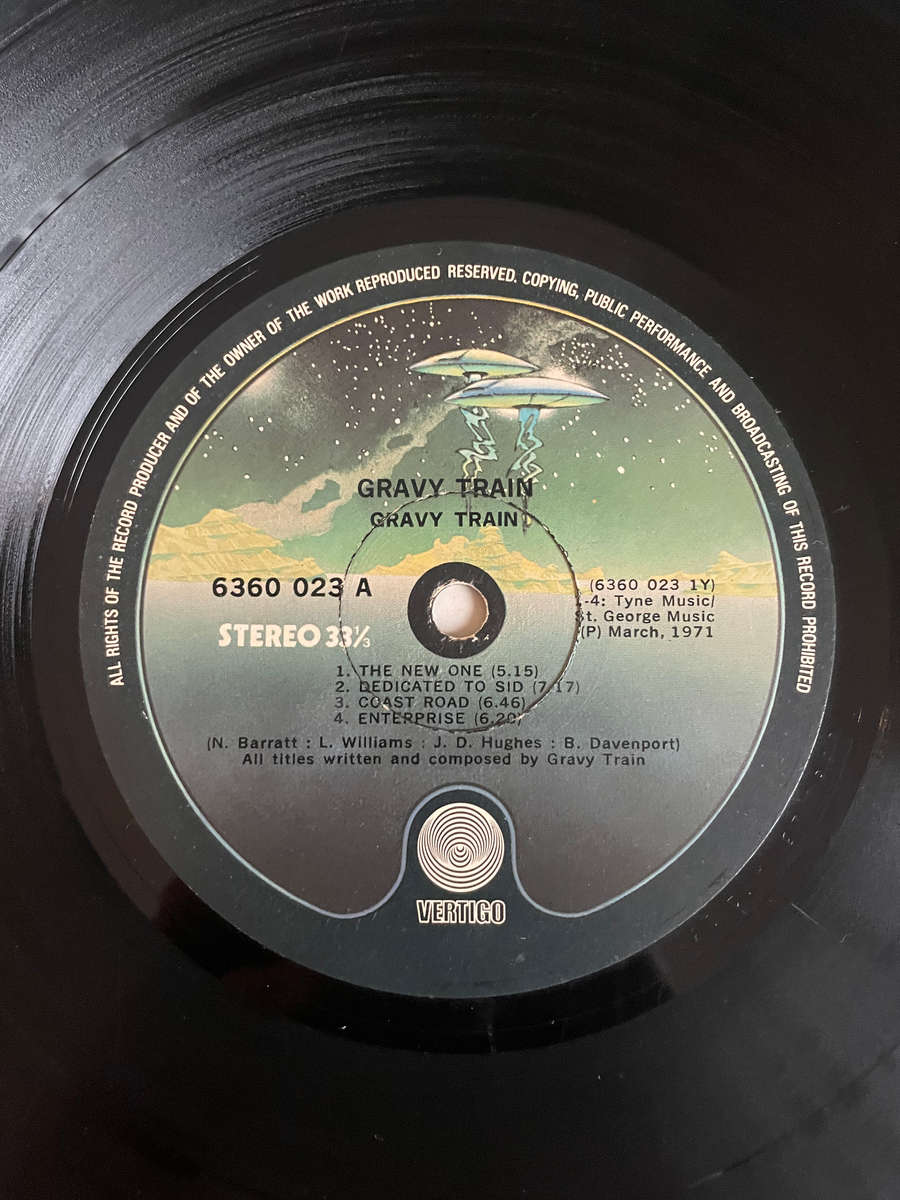 ALL RIGHTS OF THE RECORD PRODUCER AND OF THE OWNER OF THE WORK REPRODUCED RESERVED. COPYING, PUBLIC PERFORMANCE AND BROADCASTING OF THIS RECORD PROHIBITED
GRAVY TRAIN
GRAVY TRAIN
6360 023 A
STEREO 33⅓
(6360 023 1Y)
-4: Tyne Music/
St. George Music
(P) March, 1971
1. THE NEW ONE (5.15)
2. DEDICATED TO SID (7.17)
3. COAST ROAD (6.46)
4. ENTERPRISE (6.20)
(N. Barratt : L. Williams : J. D. Hughes : B. Davenport)
All titles written and composed by Gravy Train
VERTIGO